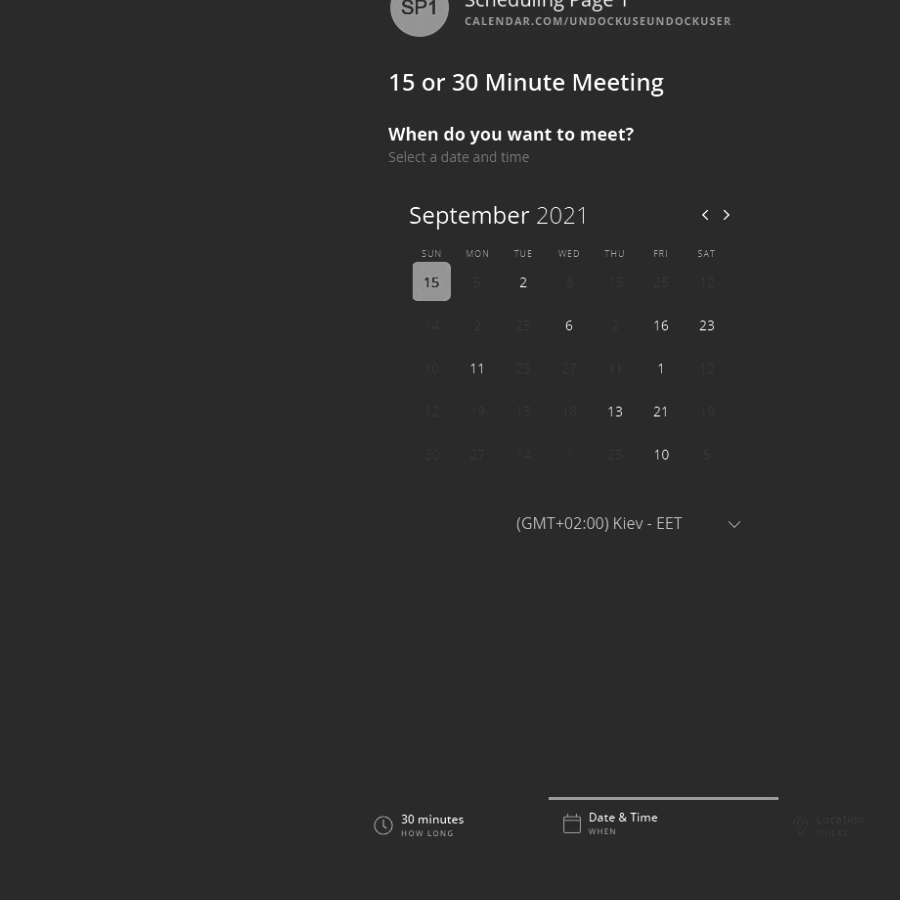 SP1
Scheduling Page 1
CALENDAR.COM/UNDOCKUSEUNDOCKUSER
15 or 30 Minute Meeting
When do you want to meet?
Select a date and time
September 2021
SUN MON TUE WED THU FRI SAT
15 5 2 5 15 25 12
14 2 25 6 2 16 23
10 11 25 27 11 1 12
12 19 13 18 13 21 19
30 27 14 1 25 10 5
(GMT+02:00) Kiev - EET
30 minutes
HOW LONG
Date & Time
WHEN
Location
WHERE